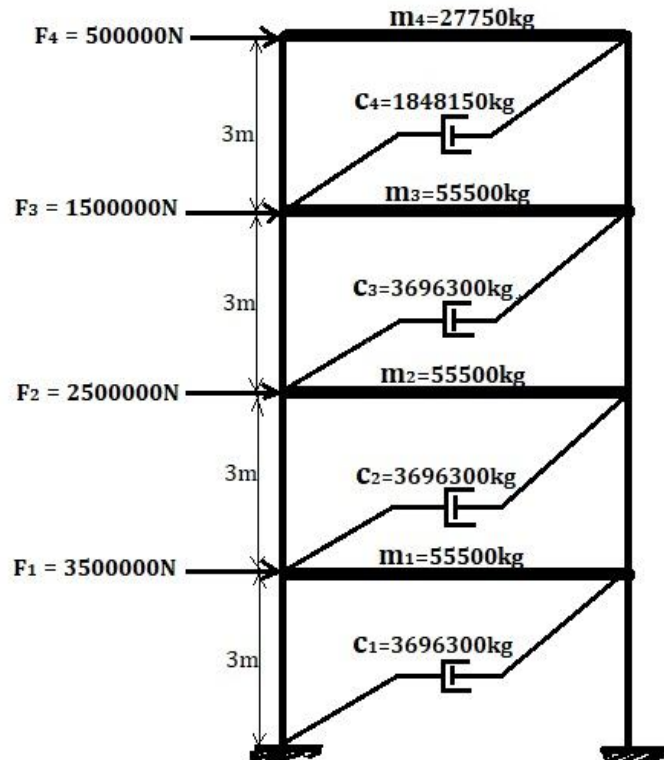 m₄=27750kg
F₄ = 500000N
C₄=1848150kg
3m
m₃=55500kg
F₃ = 1500000N
C₃=3696300kg
3m
m₂=55500kg
F₂ = 2500000N
C₂=3696300kg
3m
m₁=55500kg
F₁ = 3500000N
C₁=3696300kg
3m